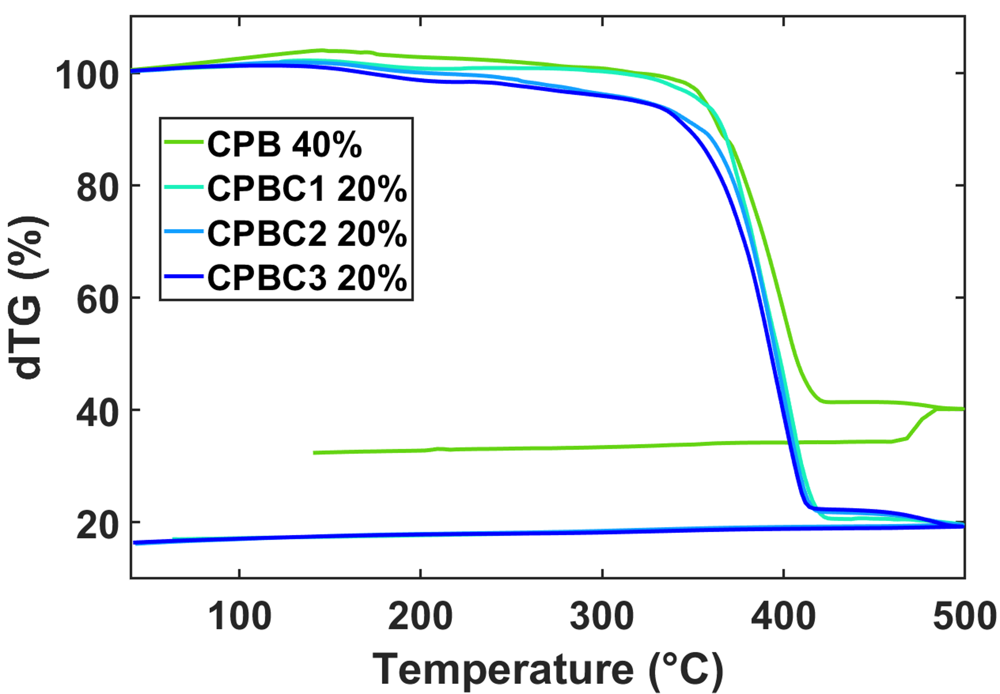 100
80
60
40
20
dTG (%)
CPB 40%
CPBC1 20%
CPBC2 20%
CPBC3 20%
100 200 300 400 500
Temperature (°C)